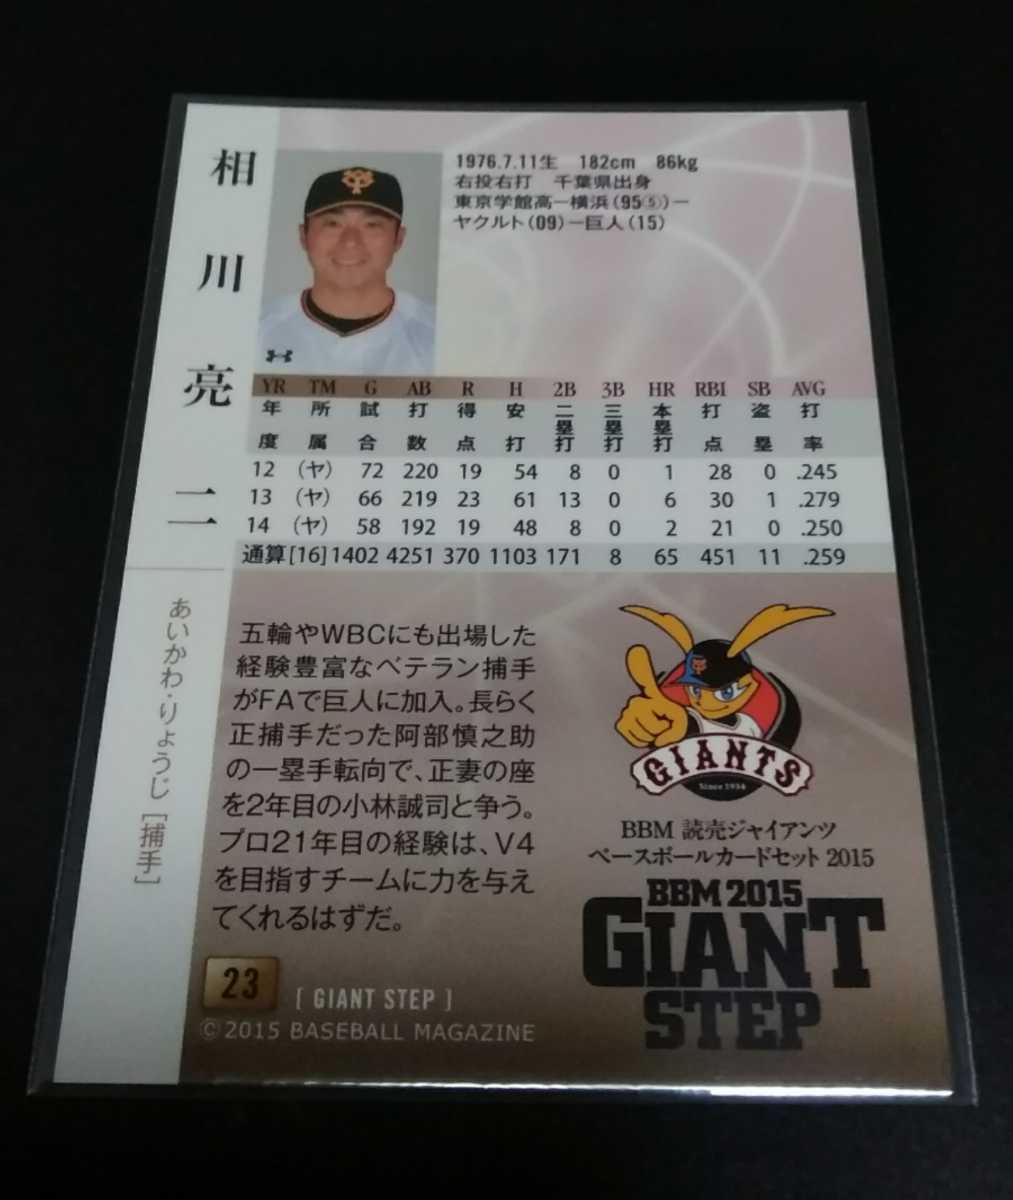 相川亮二
あいかわ・りょうじ [捕手]
1976.7.11生 182cm 86kg
右投右打 千葉県出身
東京学館高ー横浜(95⑤)ー
ヤクルト(09)ー巨人(15)
YR TM G AB R H 2B 3B HR RBI SB AVG
年度 所属 試合 打数 得点 安打 二塁打 三塁打 本塁打 打点 盗塁 打率
12 (ヤ) 72 220 19 54 8 0 1 28 0 .245
13 (ヤ) 66 219 23 61 13 0 6 30 1 .279
14 (ヤ) 58 192 19 48 8 0 2 21 0 .250
通算[16] 1402 4251 370 1103 171 8 65 451 11 .259
五輪やWBCにも出場した
経験豊富なベテラン捕手
がFAで巨人に加入。長らく
正捕手だった阿部慎之助
の一塁手転向で、正妻の座
を2年目の小林誠司と争う。
プロ21年目の経験は、V4
を目指すチームに力を与え
てくれるはずだ。
GIANTS
Since 1934
BBM 読売ジャイアンツ
ベースボールカードセット 2015
BBM 2015
GIANT
STEP
23
[ GIANT STEP ]
©2015 BASEBALL MAGAZINE